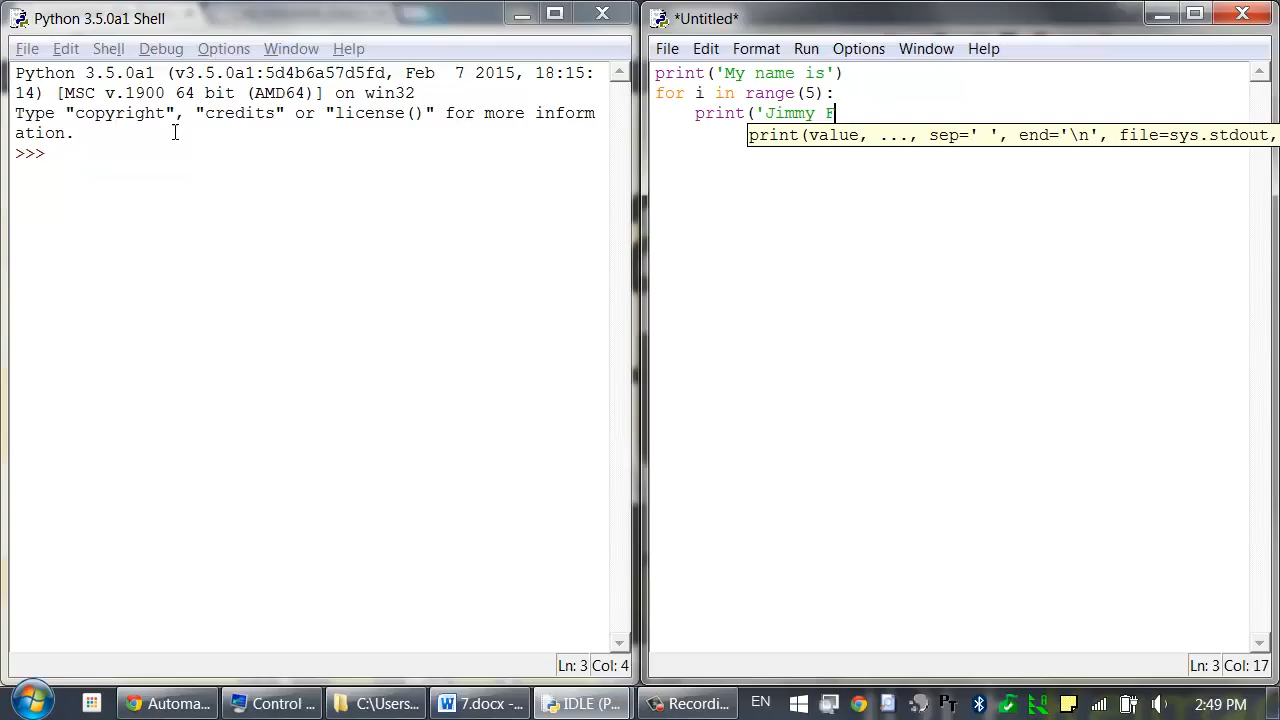 Python 3.5.0a1 Shell
File Edit Shell Debug Options Window Help
Python 3.5.0a1 (v3.5.0a1:5d4b6a57d5fd, Feb  7 2015, 18:15:
14) [MSC v.1900 64 bit (AMD64)] on win32
Type "copyright", "credits" or "license()" for more inform
ation.
>>>
Ln: 3 Col: 4
*Untitled*
File Edit Format Run Options Window Help
print('My name is')
for i in range(5):
    print('Jimmy F
print(value, ..., sep=' ', end='\n', file=sys.stdout,
Ln: 3 Col: 17
Automa...
Control ...
C:\Users...
7.docx -...
IDLE (P...
Recordi...
EN
2:49 PM